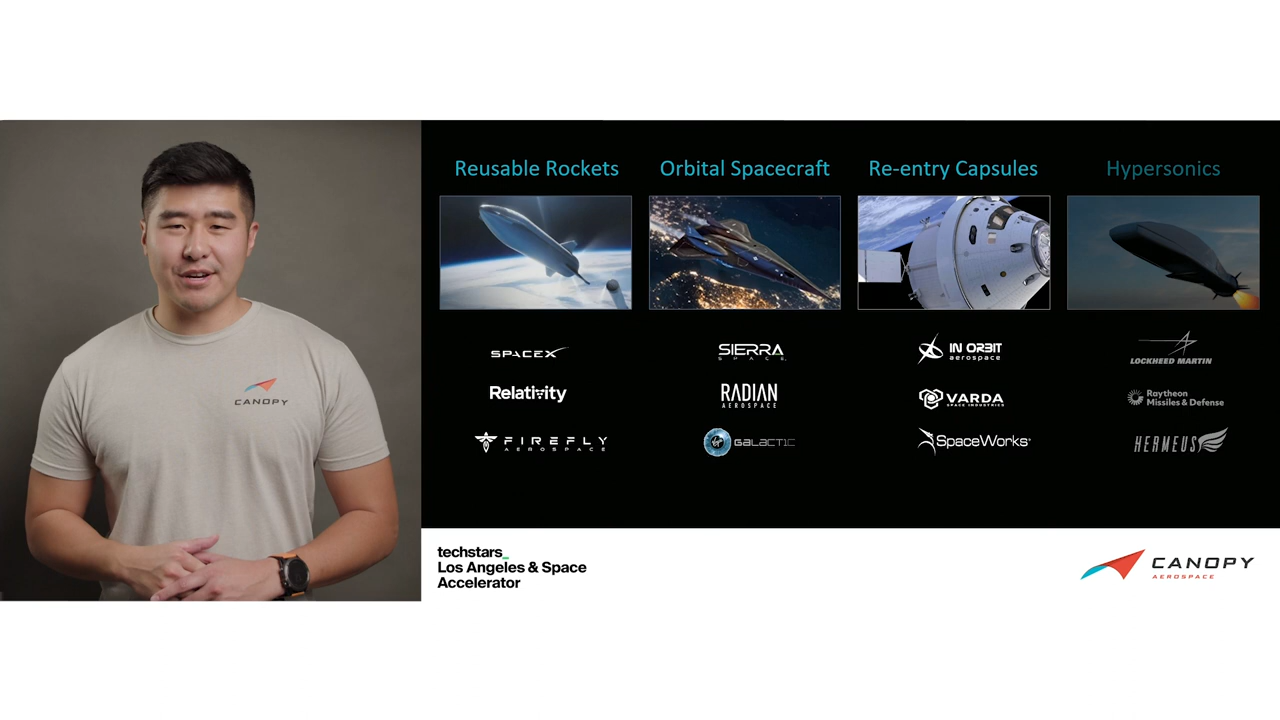 Reusable Rockets
Orbital Spacecraft
Re-entry Capsules
Hypersonics
SPACEX
Relativity
FIREFLY
AEROSPACE
SIERRA
SPACE
RADIAN
AEROSPACE
GALACTIC
IN ORBIT
aerospace
VARDA
SPACE INDUSTRIES
SpaceWorks
LOCKHEED MARTIN
Raytheon
Missiles & Defense
HERMEUS
CANOPY
techstars_
Los Angeles & Space
Accelerator
CANOPY
AEROSPACE